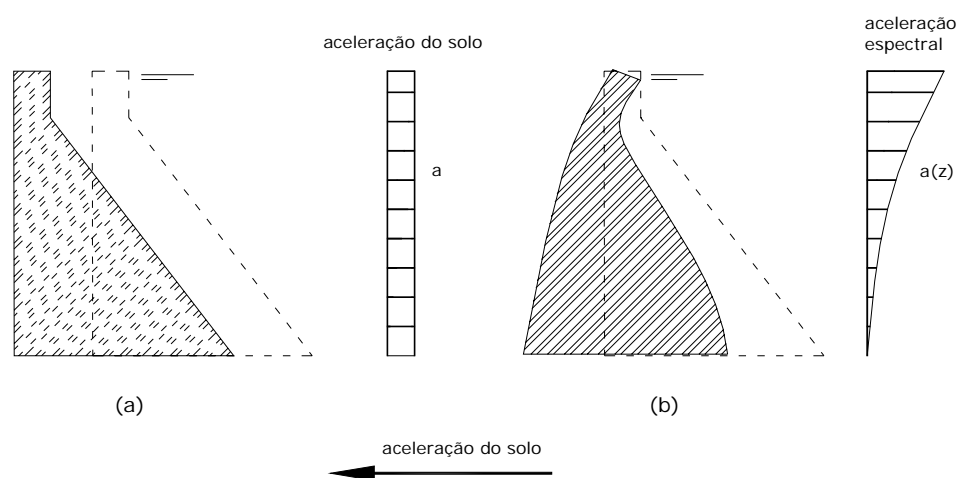 aceleração do solo
aceleração
espectral
a
a(z)
(a)
(b)
aceleração do solo